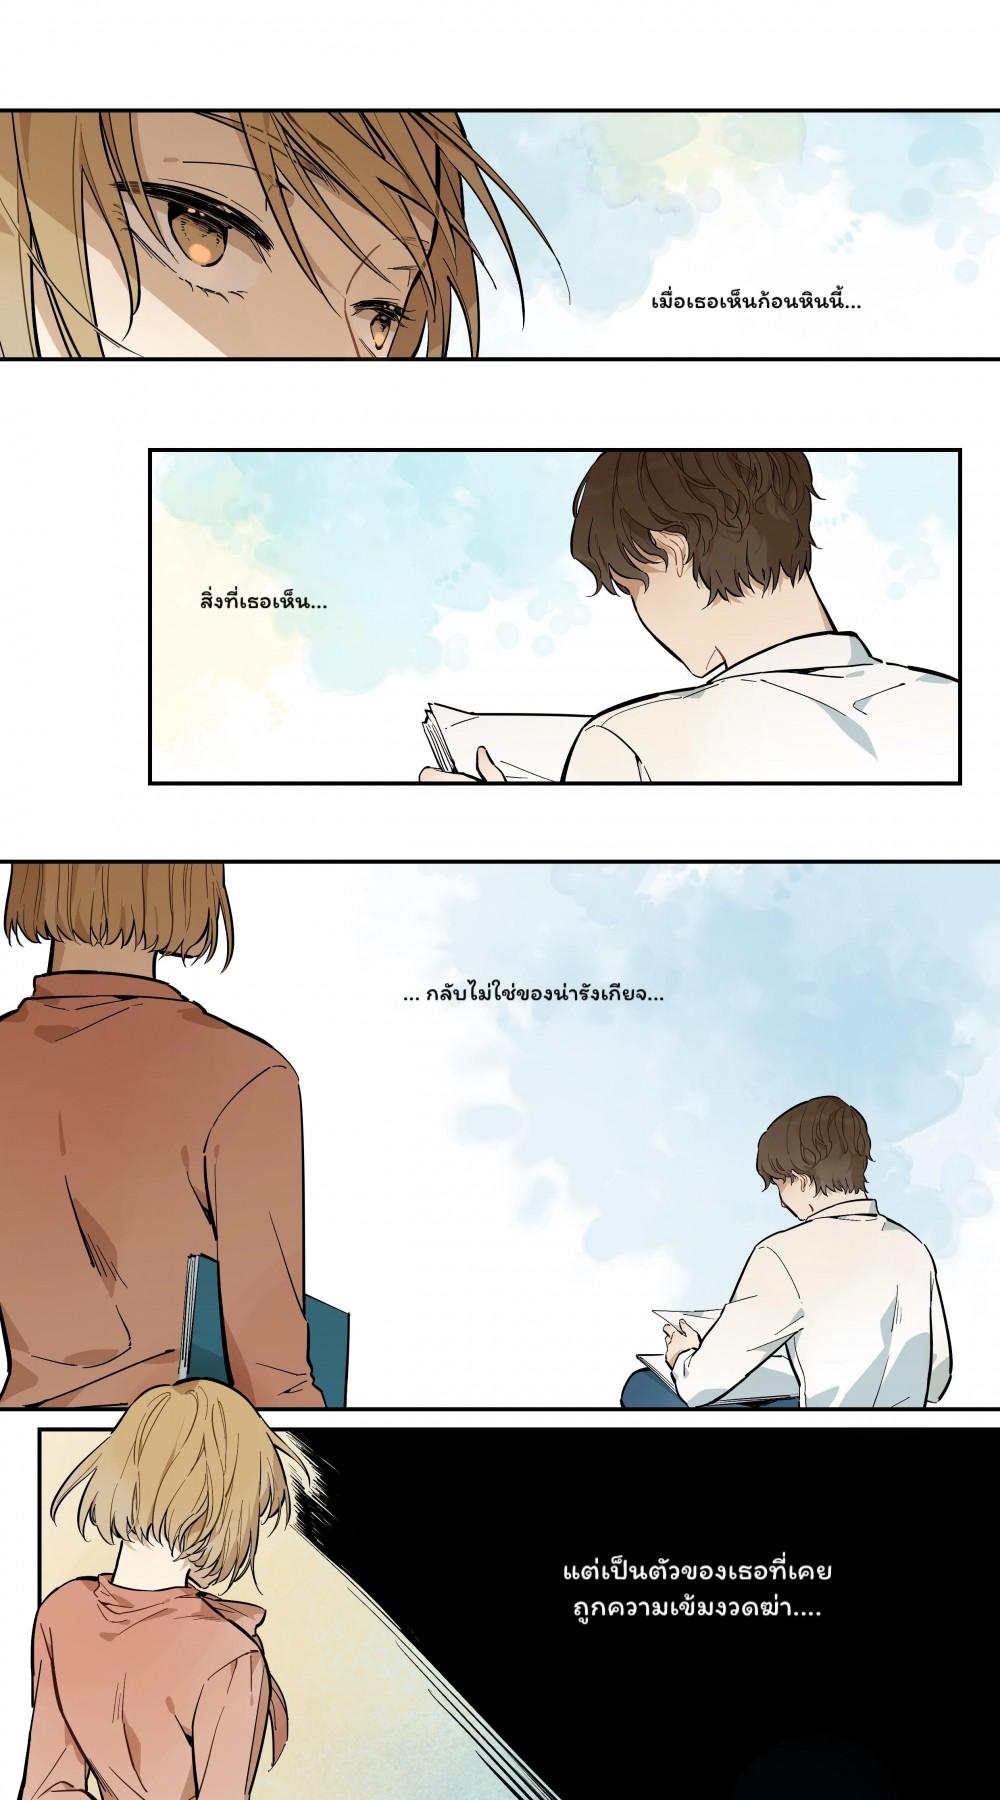 เมื่อเธอเห็นก้อนหินนี้...
สิ่งที่เธอเห็น...
... กลับไม่ใช่ของน่ารังเกียจ...
แต่เป็นตัวของเธอที่เคย
ถูกความเข้มงวดฆ่า....